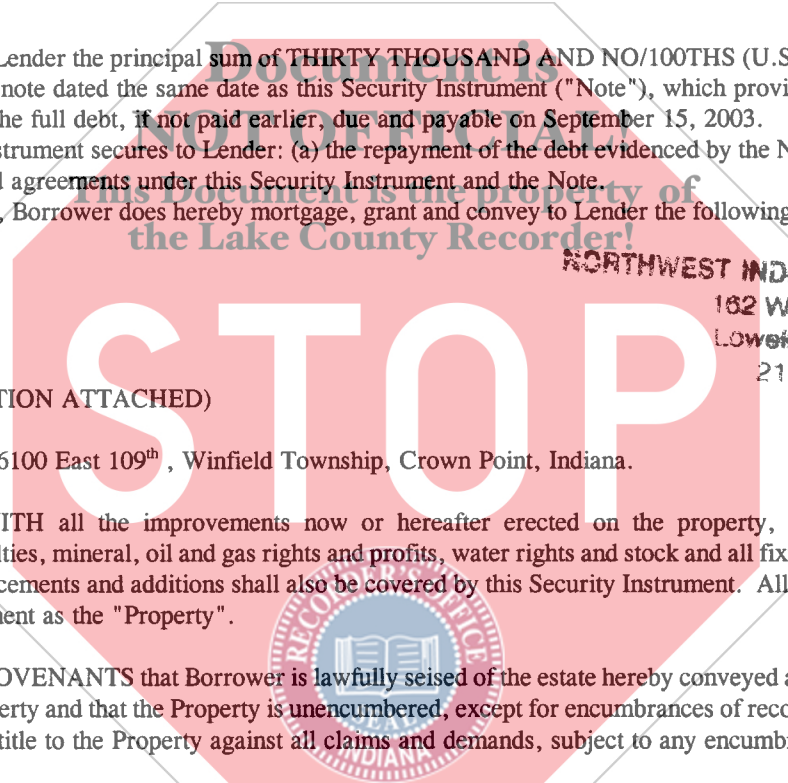 Lender the principal sum of THIRTY THOUSAND AND NO/100THS (U.S
Document is
note dated the same date as this Security Instrument ("Note"), which provi
he full debt, if not paid earlier, due and payable on September 15, 2003.
NOT OFFICIAL!
strument secures to Lender: (a) the repayment of the debt evidenced by the N
l agreements under this Security Instrument and the Note.
This Document is the property of
, Borrower does hereby mortgage, grant and convey to Lender the following
the Lake County Recorder!
NORTHWEST IND
162 W
Lowel
21
STOP
TION ATTACHED)
6100 East 109th , Winfield Township, Crown Point, Indiana.
ITH all the improvements now or hereafter erected on the property,
lties, mineral, oil and gas rights and profits, water rights and stock and all fix
cements and additions shall also be covered by this Security Instrument. All
ent as the "Property".
RECORDER'S OFFICE
OVENANTS that Borrower is lawfully seised of the estate hereby conveyed a
erty and that the Property is unencumbered, except for encumbrances of reco
SEAL
title to the Property against all claims and demands, subject to any encumb
INDIANA